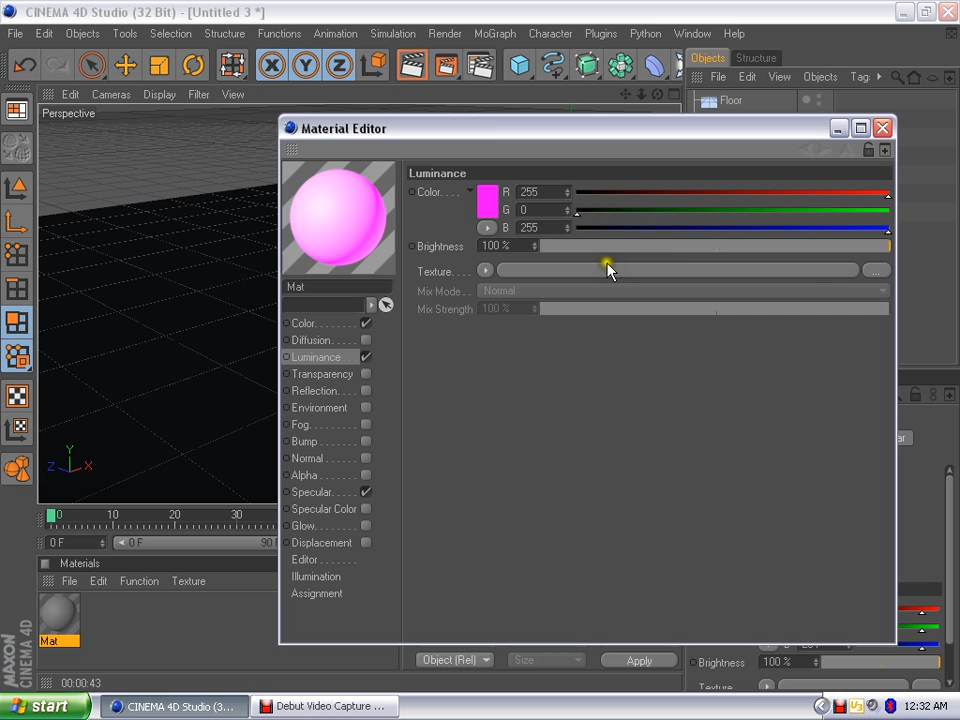 CINEMA 4D Studio (32 Bit) - [Untitled 3 *]
File Edit Objects Tools Selection Structure Functions Animation Simulation Render MoGraph Character Plugins Python Window Help
X Y Z
Objects Structure
File Edit View Objects Tag:
Edit Cameras Display Filter View
Perspective
Floor
Material Editor
Luminance
Color. . . . R 255
G 0
B 255
Brightness 100 %
Texture. . . . ...
Mix Mode . . Normal
Mix Strength 100 %
Mat
Color. . . . . . . .
Diffusion. . . . .
Luminance . . .
Transparency
Reflection. . . .
Environment
Fog. . . . . . . . .
Bump . . . . . . .
Normal . . . . . .
Alpha . . . . . . .
Specular. . . . .
Specular Color
Glow. . . . . . . .
Displacement
Editor . . . . . . .
Illumination
Assignment
Y
Z X
0 10 20 30
0 F 0 F 90 F
Materials
File Edit Function Texture
Mat
Object (Rel) Size Apply
Brightness 100 %
Texture. . . .
MAXON
CINEMA 4D
00:00:43
start CINEMA 4D Studio (3... Debut Video Capture ... 12:32 AM